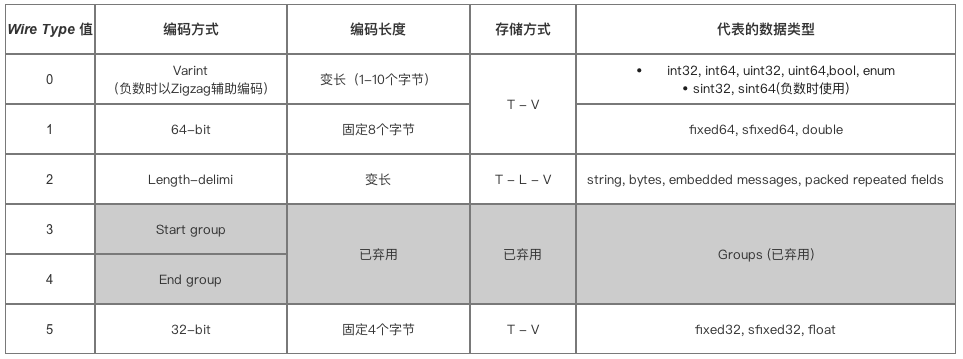 Wire Type 值 编码方式 编码长度 存储方式 代表的数据类型
0 Varint
(负数时以Zigzag辅助编码) 变长(1-10个字节) T - V • int32, int64, uint32, uint64,bool, enum
• sint32, sint64(负数时使用)
1 64-bit 固定8个字节 fixed64, sfixed64, double
2 Length-delimi 变长 T - L - V string, bytes, embedded messages, packed repeated fields
3 Start group 已弃用 已弃用 Groups (已弃用)
4 End group
5 32-bit 固定4个字节 T - V fixed32, sfixed32, float